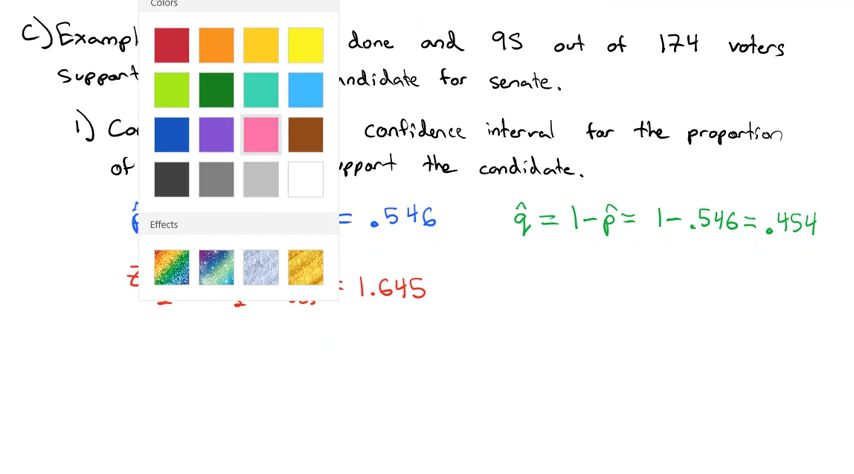 Colors
C) Exampl done and 95 out of 174 voters
support andidate for senate.
1) Co confidence interval for the proportion
of pport the candidate.
p̂ = .546 q̂ = 1-p̂ = 1-.546 = .454
Effects
z = 1.645